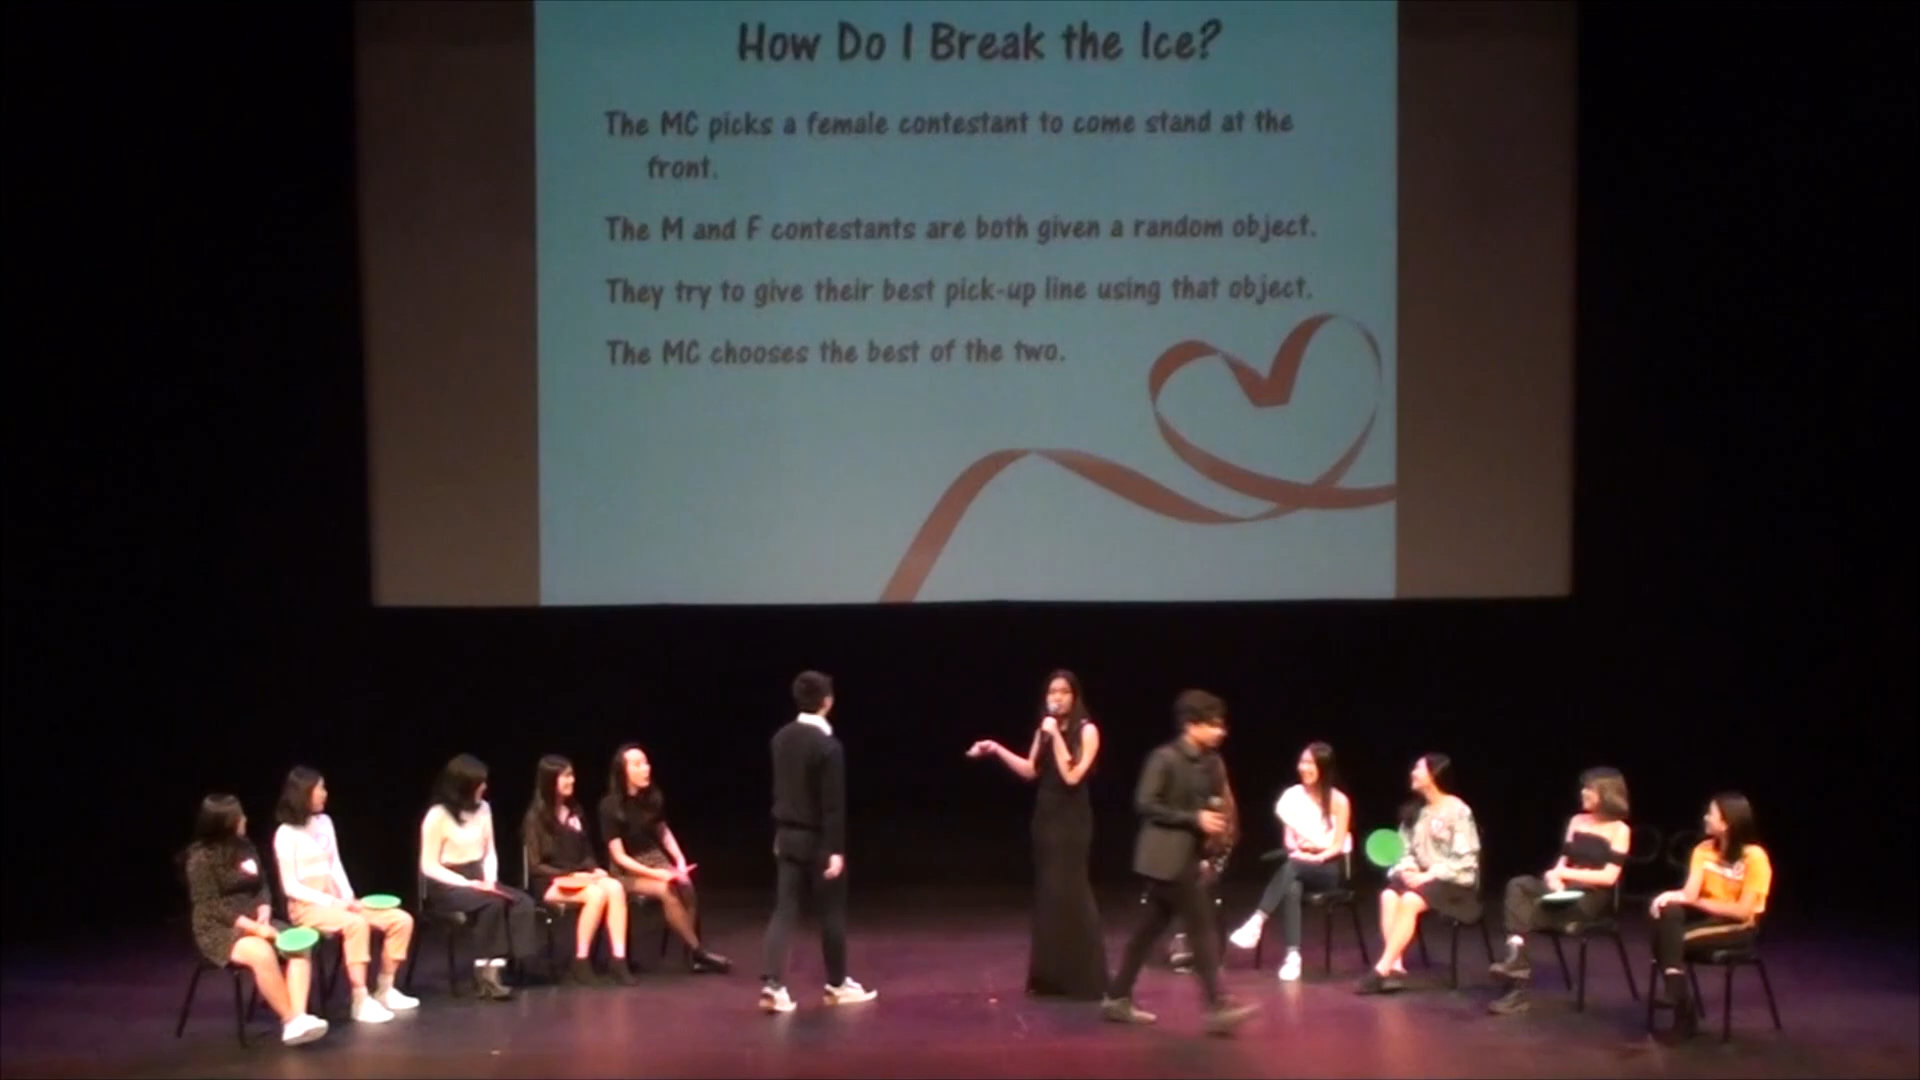 How Do I Break the Ice?
The MC picks a female contestant to come stand at the
front.
The M and F contestants are both given a random object.
They try to give their best pick-up line using that object.
The MC chooses the best of the two.